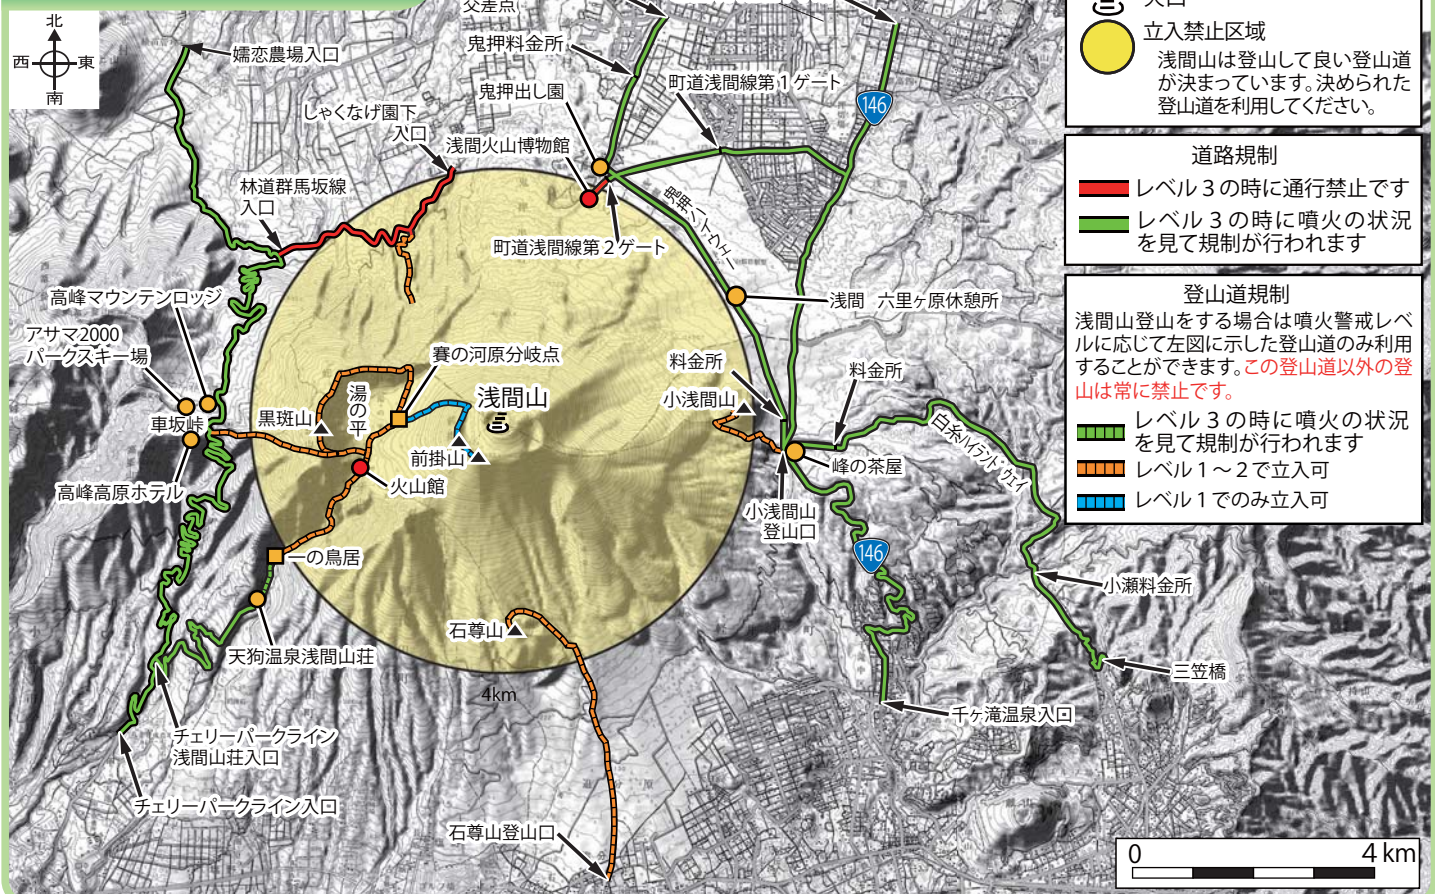 交差点
北
西
東
南
嬬恋農場入口
鬼押料金所
鬼押出し園
町道浅間線第1ゲート
146
しゃくなげ園下
入口
浅間火山博物館
林道群馬坂線
入口
鬼押ハイウェー
町道浅間線第2ゲート
高峰マウンテンロッジ
浅間 六里ヶ原休憩所
アサマ2000
パークスキー場
賽の河原分岐点
料金所
料金所
浅間山
小浅間山
湯の平
車坂峠
黒斑山
白糸ハイランド・ウェイ
前掛山
峰の茶屋
火山館
高峰高原ホテル
小浅間山
登山口
一の鳥居
146
小瀬料金所
石尊山
天狗温泉浅間山荘
三笠橋
4km
千ヶ滝温泉入口
チェリーパークライン
浅間山荘入口
チェリーパークライン入口
石尊山登山口
火口
立入禁止区域
浅間山は登山して良い登山道
が決まっています。決められた
登山道を利用してください。
道路規制
レベル3の時に通行禁止です
レベル3の時に噴火の状況
を見て規制が行われます
登山道規制
浅間山登山をする場合は噴火警戒レベ
ルに応じて左図に示した登山道のみ利用
することができます。この登山道以外の登
山は常に禁止です。
レベル3の時に噴火の状況
を見て規制が行われます
レベル1～2で立入可
レベル1でのみ立入可
0 4 km